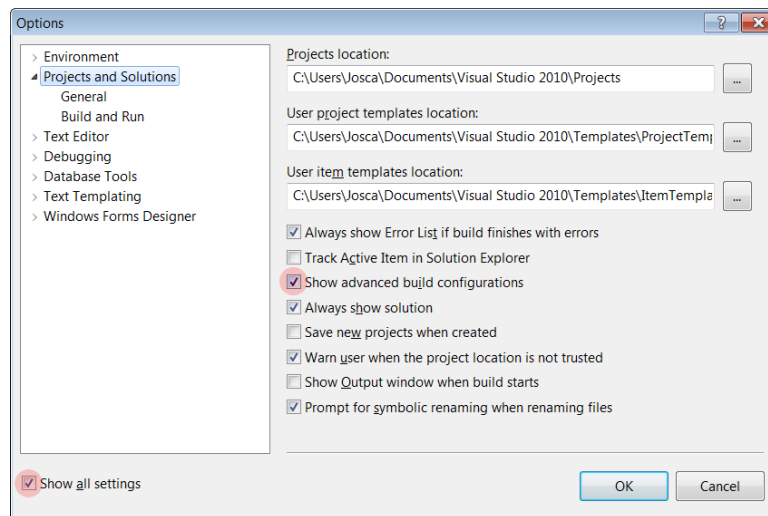 Options
Environment
Projects and Solutions
General
Build and Run
Text Editor
Debugging
Database Tools
Text Templating
Windows Forms Designer
Projects location:
C:\Users\Josca\Documents\Visual Studio 2010\Projects
...
User project templates location:
C:\Users\Josca\Documents\Visual Studio 2010\Templates\ProjectTemp
...
User item templates location:
C:\Users\Josca\Documents\Visual Studio 2010\Templates\ItemTempla
...
Always show Error List if build finishes with errors
Track Active Item in Solution Explorer
Show advanced build configurations
Always show solution
Save new projects when created
Warn user when the project location is not trusted
Show Output window when build starts
Prompt for symbolic renaming when renaming files
Show all settings
OK
Cancel